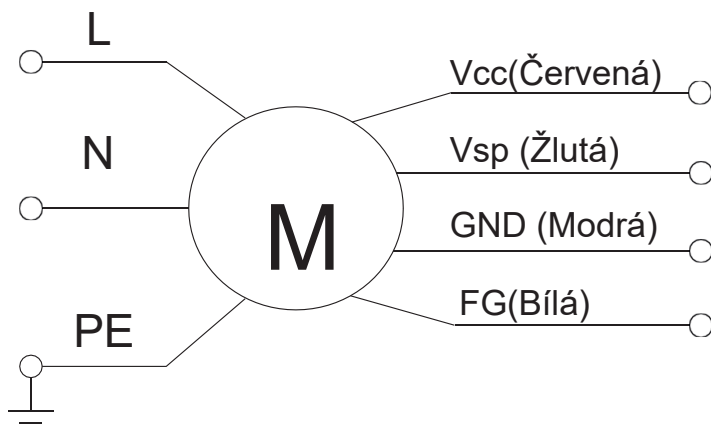 L
N
PE
M
Vcc(Červená)
Vsp (Žlutá)
GND (Modrá)
FG(Bílá)